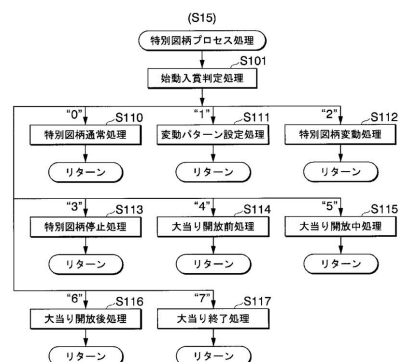 (S15)
特別図柄プロセス処理
S101
始動入賞判定処理
"0" S110 "1" S111 "2" S112
特別図柄通常処理 変動パターン設定処理 特別図柄変動処理
リターン リターン リターン
"3" S113 "4" S114 "5" S115
特別図柄停止処理 大当り開放前処理 大当り開放中処理
リターン リターン リターン
"6" S116 "7" S117
大当り開放後処理 大当り終了処理
リターン リターン